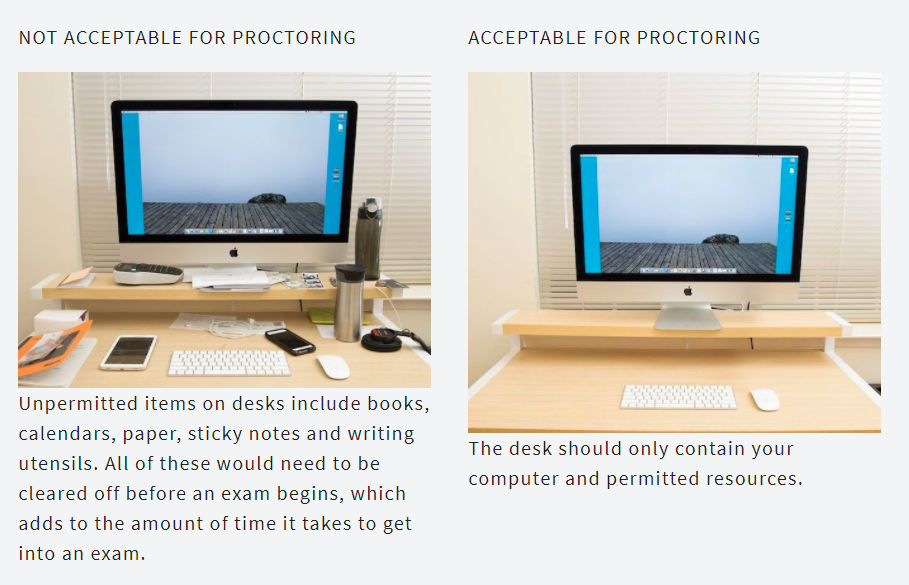 NOT ACCEPTABLE FOR PROCTORING
ACCEPTABLE FOR PROCTORING
Unpermitted items on desks include books,
calendars, paper, sticky notes and writing
utensils. All of these would need to be
cleared off before an exam begins, which
adds to the amount of time it takes to get
into an exam.
The desk should only contain your
computer and permitted resources.